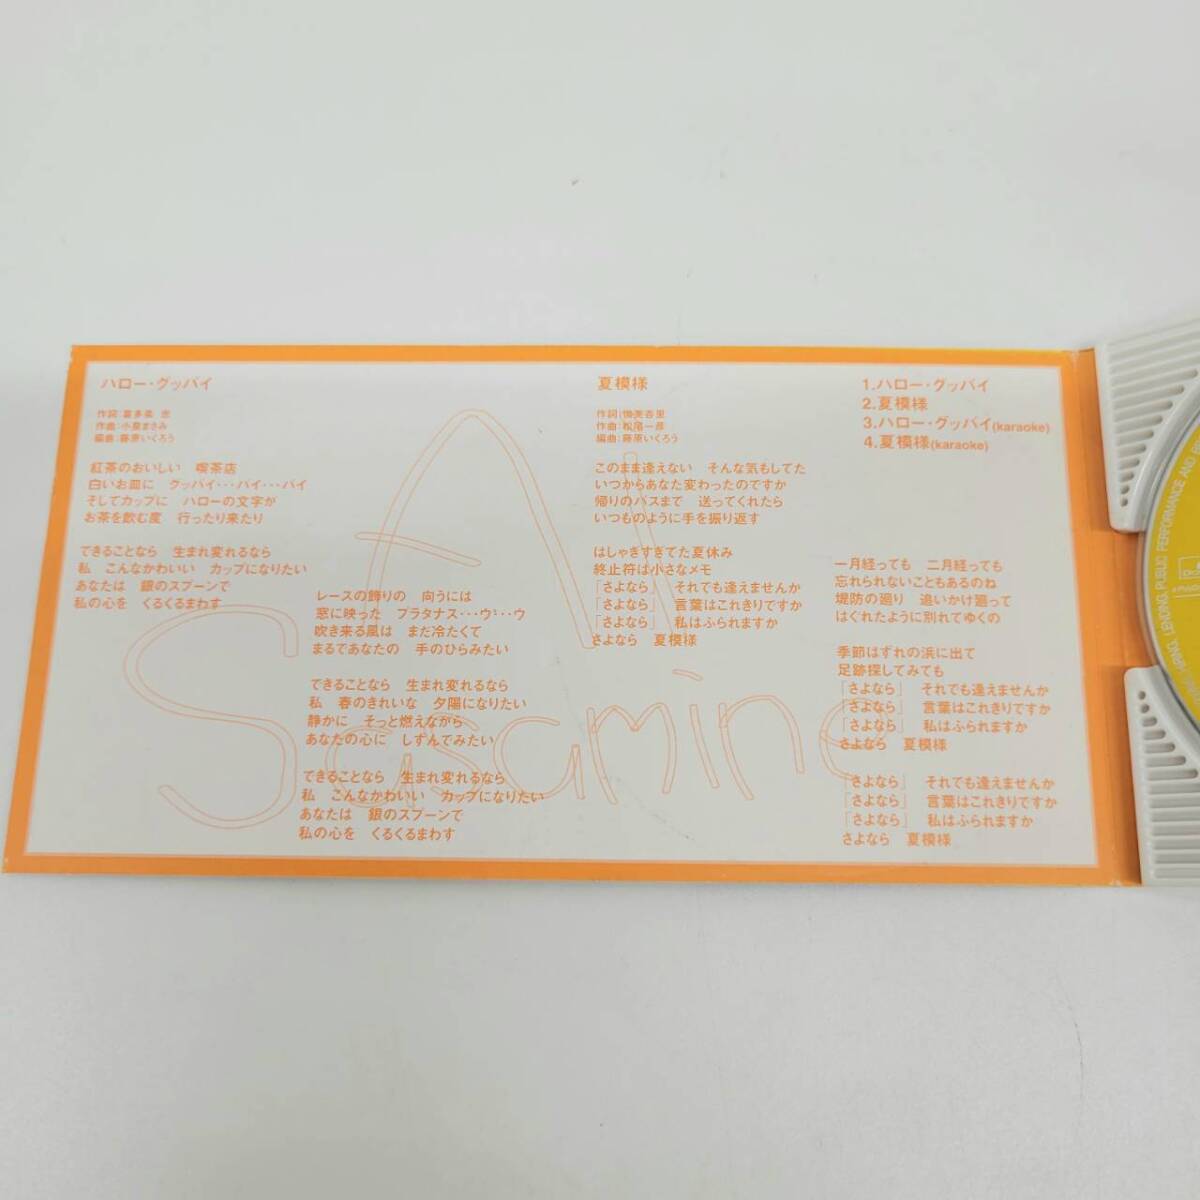 ハロー・グッバイ
作詞:喜多条 忠
作曲:小泉まさみ
編曲:藤原いくろう
紅茶のおいしい 喫茶店
白いお皿に グッバイ・・・バイ・・・バイ
そしてカップに ハローの文字が
お茶を飲む度 行ったり来たり
できることなら 生まれ変れるなら
私 こんなかわいい カップになりたい
あなたは 銀のスプーンで
私の心を くるくるまわす
レースの飾りの 向うには
窓に映った プラタナス・・・ウ・・・ウ
吹き来る風は まだ冷たくて
まるであなたの 手のひらみたい
できることなら 生まれ変れるなら
私 春のきれいな 夕陽になりたい
静かに そっと燃えながら
あなたの心に しずんでみたい
できることなら 生まれ変れるなら
私 こんなかわいい カップになりたい
あなたは 銀のスプーンで
私の心を くるくるまわす
夏模様
作詞:惟美杏里
作曲:松尾一彦
編曲:藤原いくろう
このまま逢えない そんな気もしてた
いつからあなた変わったのですか
帰りのバスまで 送ってくれたら
いつものように手を振り返す
はしゃぎすぎてた夏休み
終止符は小さなメモ
「さよなら」 それでも逢えませんか
「さよなら」 言葉はこれきりですか
「さよなら」 私はふられますか
さよなら 夏模様
1.ハロー・グッバイ
2.夏模様
3.ハロー・グッバイ(karaoke)
4.夏模様(karaoke)
一月経っても 二月経っても
忘れられないこともあるのね
堤防の廻り 追いかけ廻って
はぐれたように別れてゆくの
季節はずれの浜に出て
足跡探してみても
「さよなら」 それでも逢えませんか
「さよなら」 言葉はこれきりですか
「さよなら」 私はふられますか
さよなら 夏模様
「さよなら」 それでも逢えませんか
「さよなら」 言葉はこれきりですか
「さよなら」 私はふられますか
さよなら 夏模様
Ai
Sasamine
LENDING, PUBLIC PERFORMANCE AND